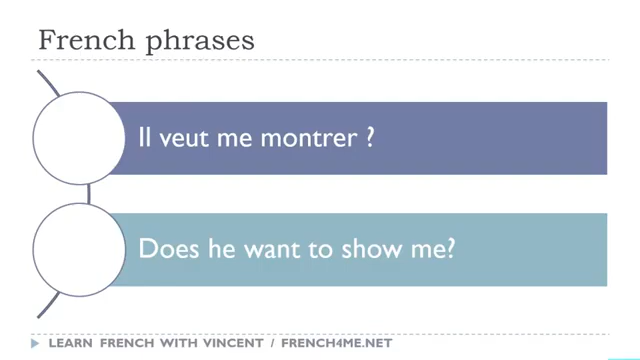 French phrases
Il veut me montrer ?
Does he want to show me?
LEARN FRENCH WITH VINCENT / FRENCH4ME.NET